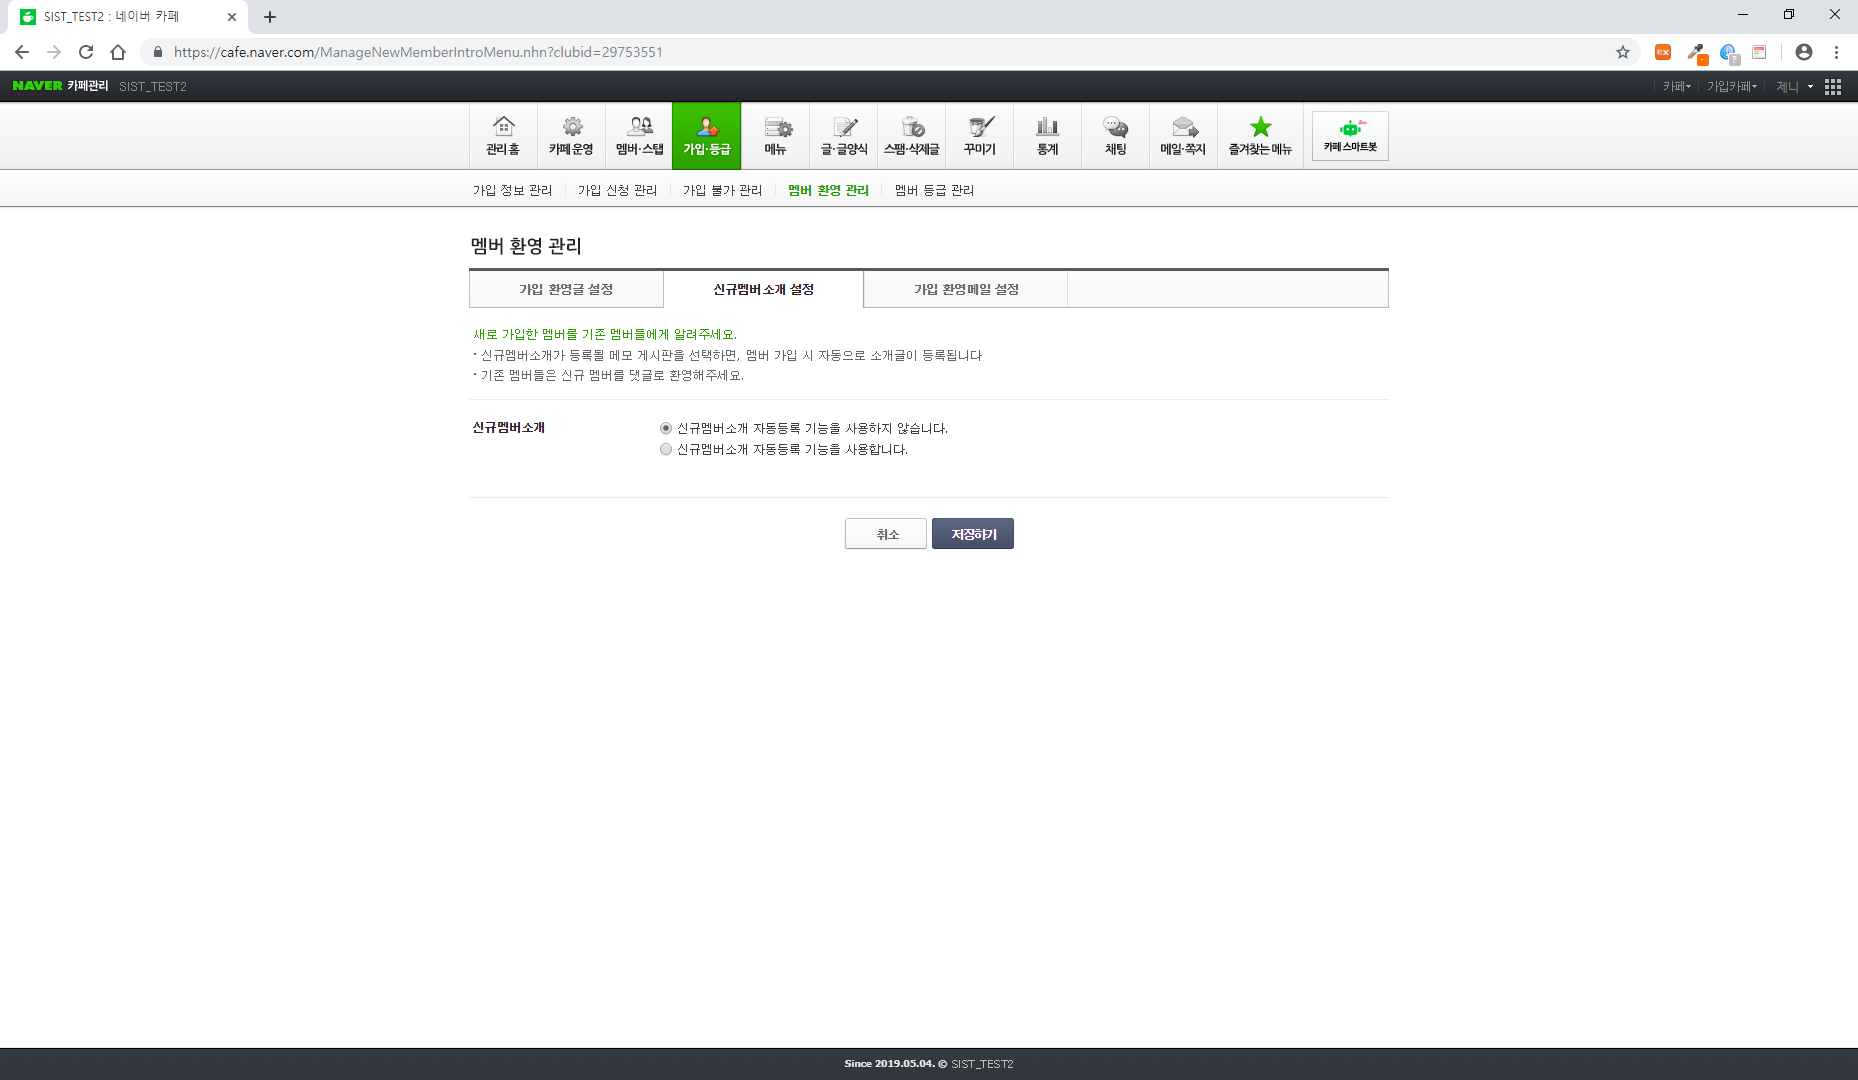 SIST_TEST2 : 네이버 카페
https://cafe.naver.com/ManageNewMemberIntroMenu.nhn?clubid=29753551
NAVER 카페관리 SIST_TEST2 카페 가입카페 제니
관리 홈 카페 운영 멤버·스탭 가입·등급 메뉴 글·글양식 스팸·삭제글 꾸미기 통계 채팅 메일·쪽지 즐겨찾는 메뉴 카페 스마트봇
가입 정보 관리 가입 신청 관리 가입 불가 관리 멤버 환영 관리 멤버 등급 관리
멤버 환영 관리
가입 환영글 설정 신규멤버소개 설정 가입 환영메일 설정
새로 가입한 멤버를 기존 멤버들에게 알려주세요.
· 신규멤버소개가 등록될 메모 게시판을 선택하면, 멤버 가입 시 자동으로 소개글이 등록됩니다
· 기존 멤버들은 신규 멤버를 댓글로 환영해주세요.
신규멤버소개 신규멤버소개 자동등록 기능을 사용하지 않습니다.
신규멤버소개 자동등록 기능을 사용합니다.
취소 저장하기
Since 2019.05.04. © SIST_TEST2